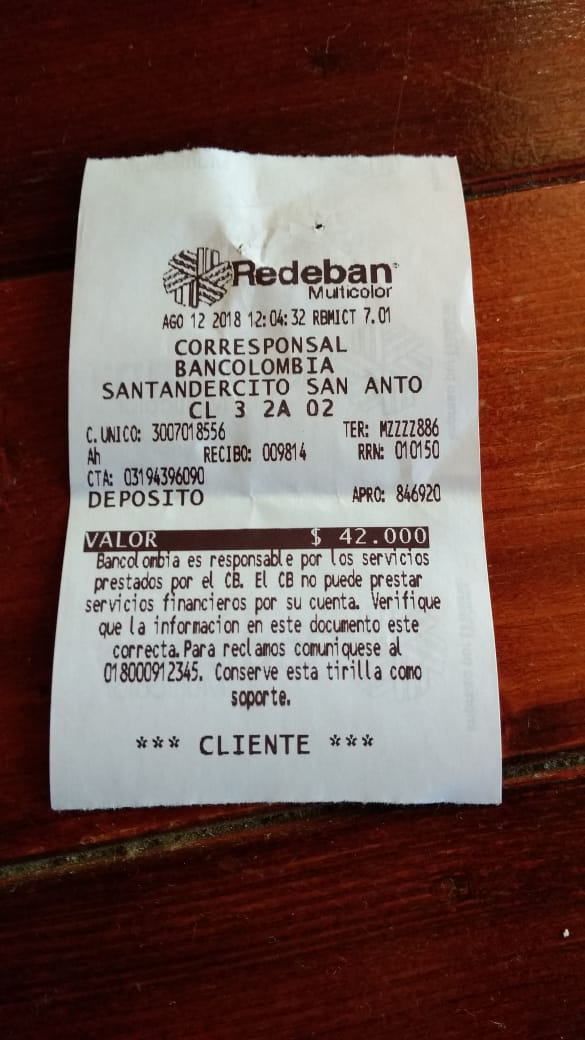 Redeban
Multicolor
AGO 12 2018 12:04:32 RBMICT 7.01
CORRESPONSAL
BANCOLOMBIA
SANTANDERCITO SAN ANTO
CL 3 2A 02
C.UNICO: 3007018556 TER: MZZZZ886
Ah RECIBO: 009814 RRN: 010150
CTA: 03194396090
DEPOSITO APRO: 846920
VALOR $ 42.000
Bancolombia es responsable por los servicios
prestados por el CB. El CB no puede prestar
servicios financieros por su cuenta. Verifique
que la informacion en este documento este
correcta.Para reclamos comuniquese al
018000912345. Conserve esta tirilla como
soporte.
*** CLIENTE ***